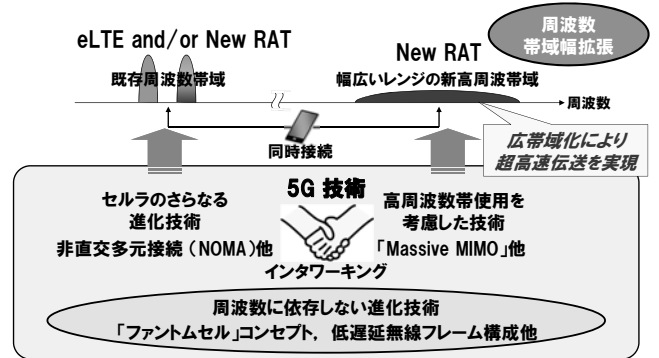 周波数
帯域幅拡張
eLTE and/or New RAT
New RAT
既存周波数帯域
幅広いレンジの新高周波帯域
周波数
同時接続
広帯域化により
超高速伝送を実現
5G 技術
セルラのさらなる
進化技術
非直交多元接続（NOMA）他
高周波数帯使用を
考慮した技術
「Massive MIMO」他
インタワーキング
周波数に依存しない進化技術
「ファントムセル」コンセプト，低遅延無線フレーム構成他